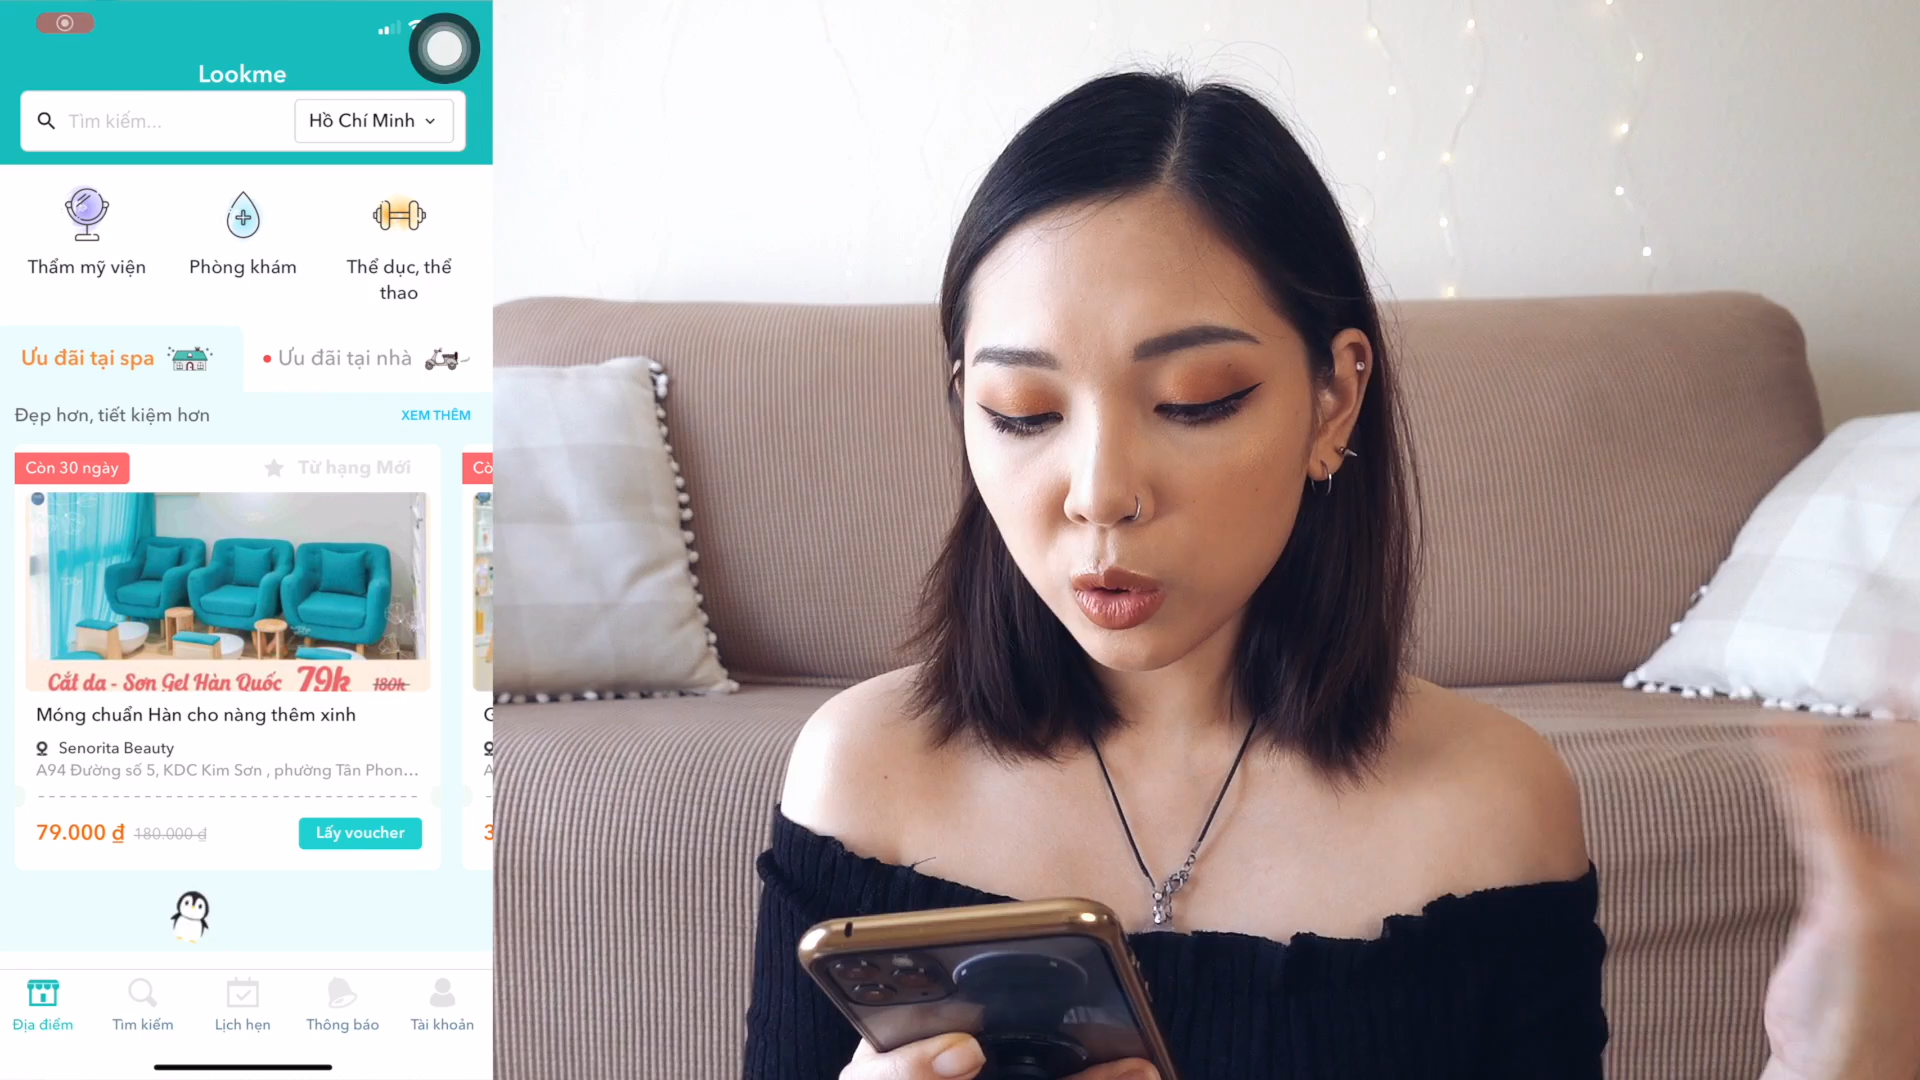 Lookme
Tìm kiếm...
Hồ Chí Minh
Thẩm mỹ viện
Phòng khám
Thể dục, thể
thao
Ưu đãi tại spa
Ưu đãi tại nhà
Đẹp hơn, tiết kiệm hơn
XEM THÊM
Còn 30 ngày
Từ hạng Mới
Cắt da - Sơn Gel Hàn Quốc 79k 180k
Móng chuẩn Hàn cho nàng thêm xinh
Senorita Beauty
A94 Đường số 5, KDC Kim Sơn , phường Tân Phon...
79.000 ₫ 180.000 ₫
Lấy voucher
Địa điểm
Tìm kiếm
Lịch hẹn
Thông báo
Tài khoản